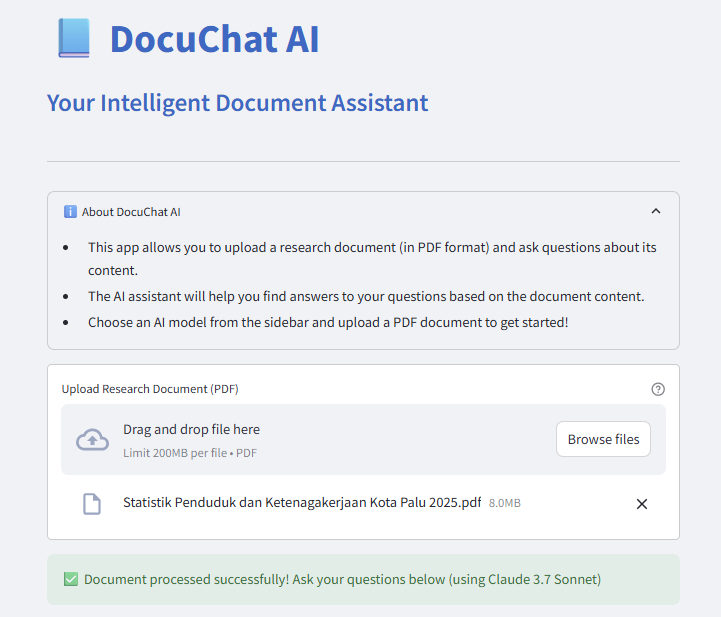 DocuChat AI
Your Intelligent Document Assistant
About DocuChat AI
• This app allows you to upload a research document (in PDF format) and ask questions about its
content.
• The AI assistant will help you find answers to your questions based on the document content.
• Choose an AI model from the sidebar and upload a PDF document to get started!
Upload Research Document (PDF)
Drag and drop file here
Limit 200MB per file • PDF
Browse files
Statistik Penduduk dan Ketenagakerjaan Kota Palu 2025.pdf 8.0MB
Document processed successfully! Ask your questions below (using Claude 3.7 Sonnet)